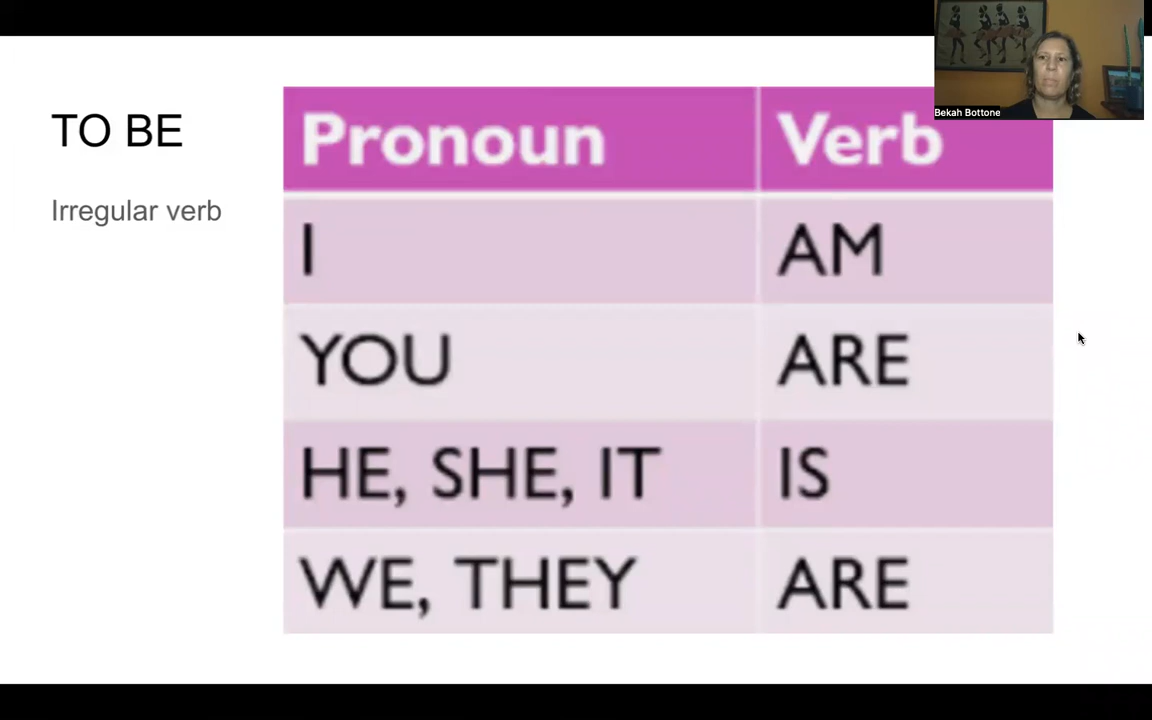 TO BE
Irregular verb
Pronoun Verb
I AM
YOU ARE
HE, SHE, IT IS
WE, THEY ARE
Bekah Bottone